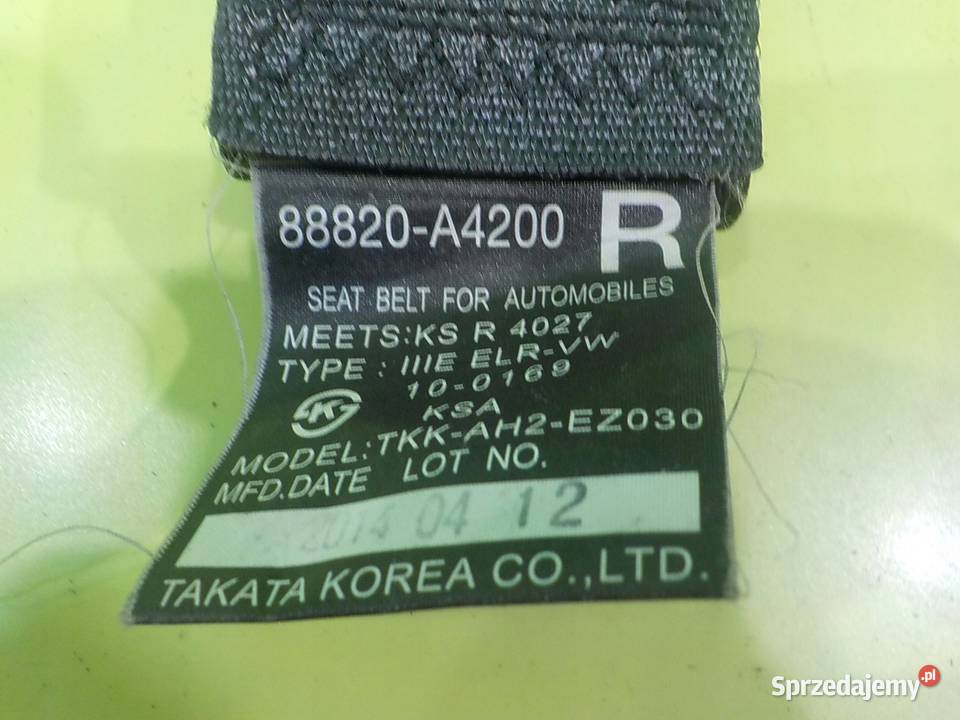 88820-A4200 R
SEAT BELT FOR AUTOMOBILES
MEETS:KS R 4027
TYPE : IIIE ELR-VW
10-0169
K KSA
MODEL:TKK-AH2-EZ030
MFD.DATE LOT NO.
2014 04 12
TAKATA KOREA CO.,LTD.
Sprzedajemy.pl